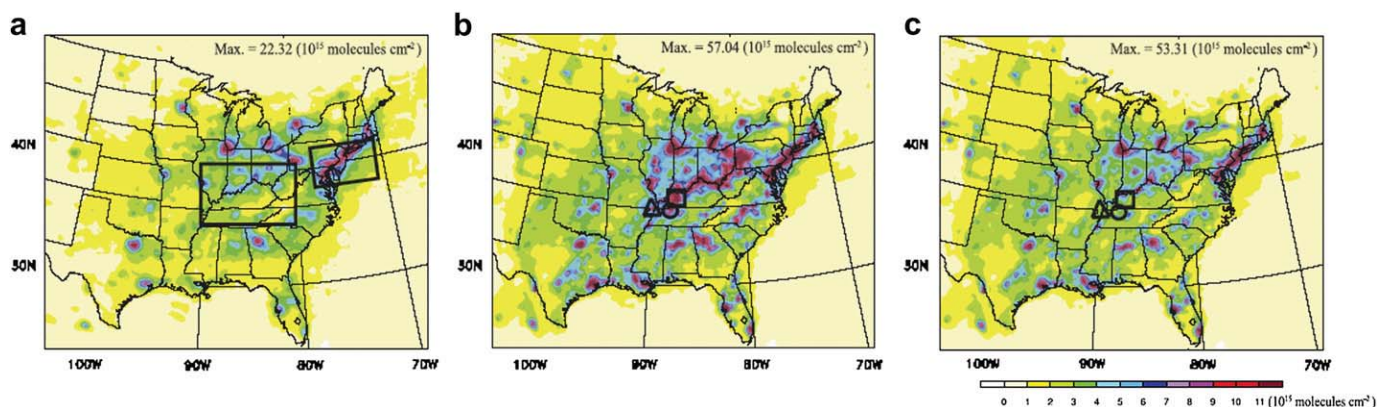 a
Max. = 22.32 (10¹⁵ molecules cm⁻²)
40N
30N
100W 90W 80W 70W
b
Max. = 57.04 (10¹⁵ molecules cm⁻²)
40N
30N
100W 90W 80W 70W
c
Max. = 53.31 (10¹⁵ molecules cm⁻²)
40N
30N
100W 90W 80W 70W
0 1 2 3 4 5 6 7 8 9 10 11 (10¹⁵ molecules cm⁻²)